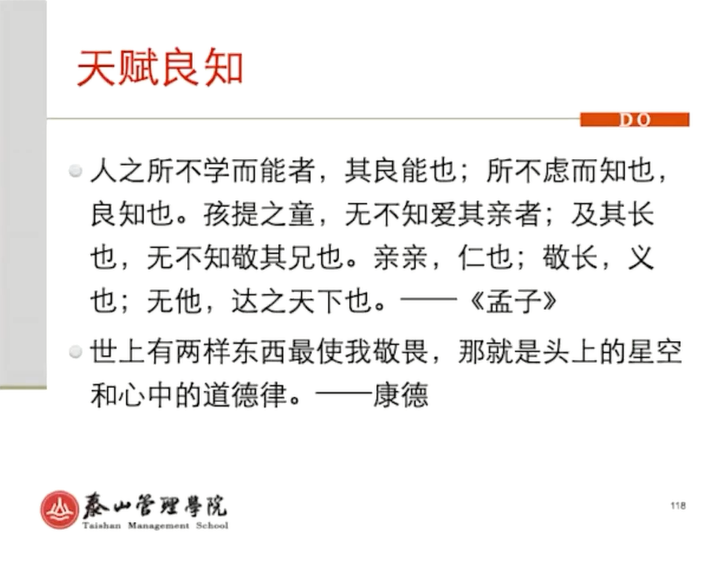 天赋良知
DO
人之所不学而能者，其良能也；所不虑而知也，
良知也。孩提之童，无不知爱其亲者；及其长
也，无不知敬其兄也。亲亲，仁也；敬长，义
也；无他，达之天下也。——《孟子》
世上有两样东西最使我敬畏，那就是头上的星空
和心中的道德律。——康德
泰山管理學院
Taishan Management School
118